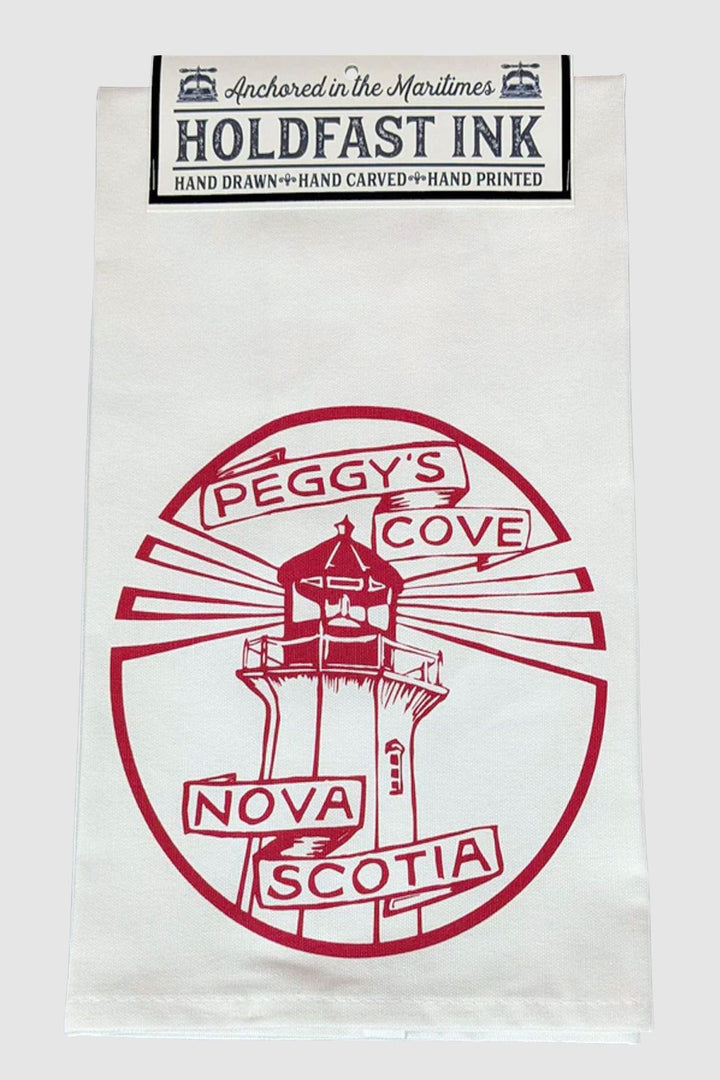 Anchored in the Maritimes
HOLDFAST INK
HAND DRAWN HAND CARVED HAND PRINTED
PEGGY'S
COVE
NOVA
SCOTIA